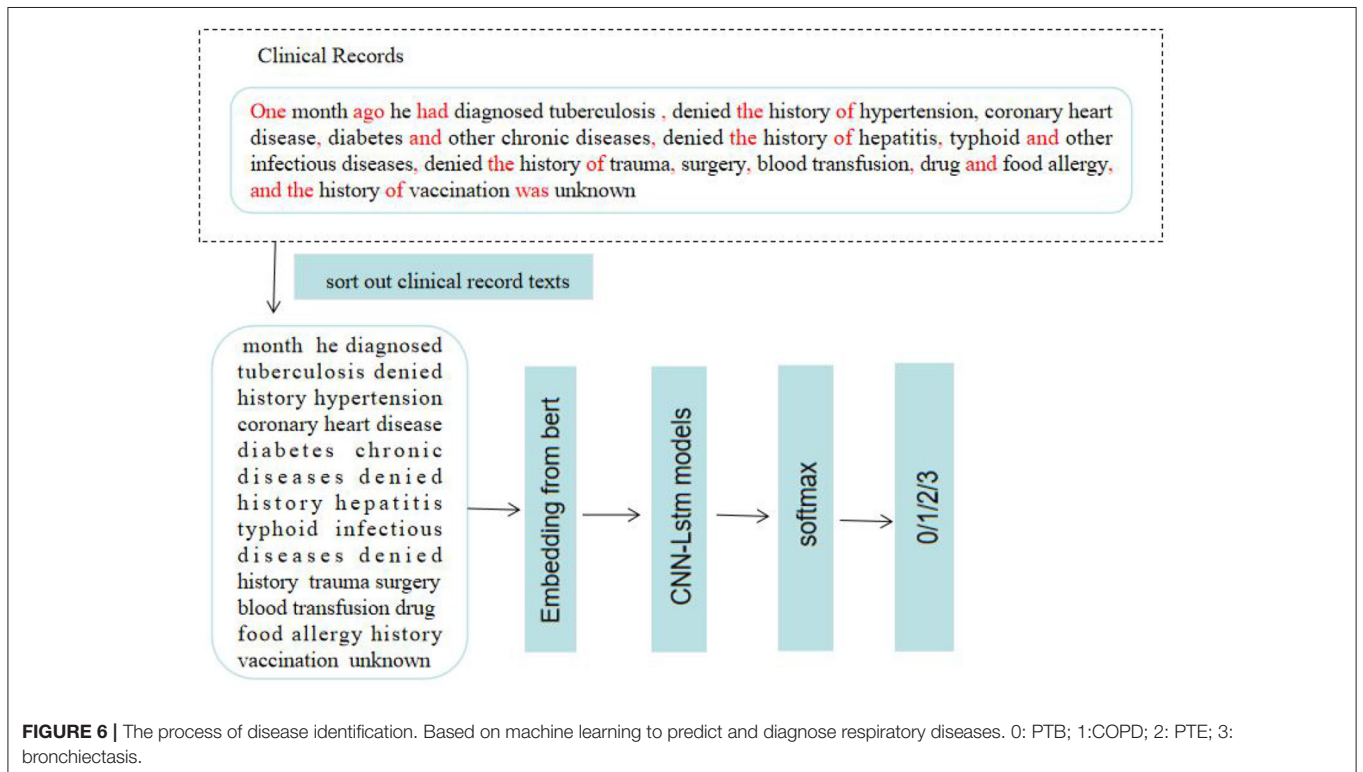 Clinical Records
One month ago he had diagnosed tuberculosis , denied the history of hypertension, coronary heart
disease, diabetes and other chronic diseases, denied the history of hepatitis, typhoid and other
infectious diseases, denied the history of trauma, surgery, blood transfusion, drug and food allergy,
and the history of vaccination was unknown
sort out clinical record texts
month he diagnosed
tuberculosis denied
history hypertension
coronary heart disease
diabetes chronic
diseases denied
history hepatitis
typhoid infectious
diseases denied
history trauma surgery
blood transfusion drug
food allergy history
vaccination unknown
Embedding from bert
CNN-Lstm models
softmax
0/1/2/3
FIGURE 6 | The process of disease identification. Based on machine learning to predict and diagnose respiratory diseases. 0: PTB; 1:COPD; 2: PTE; 3:
bronchiectasis.